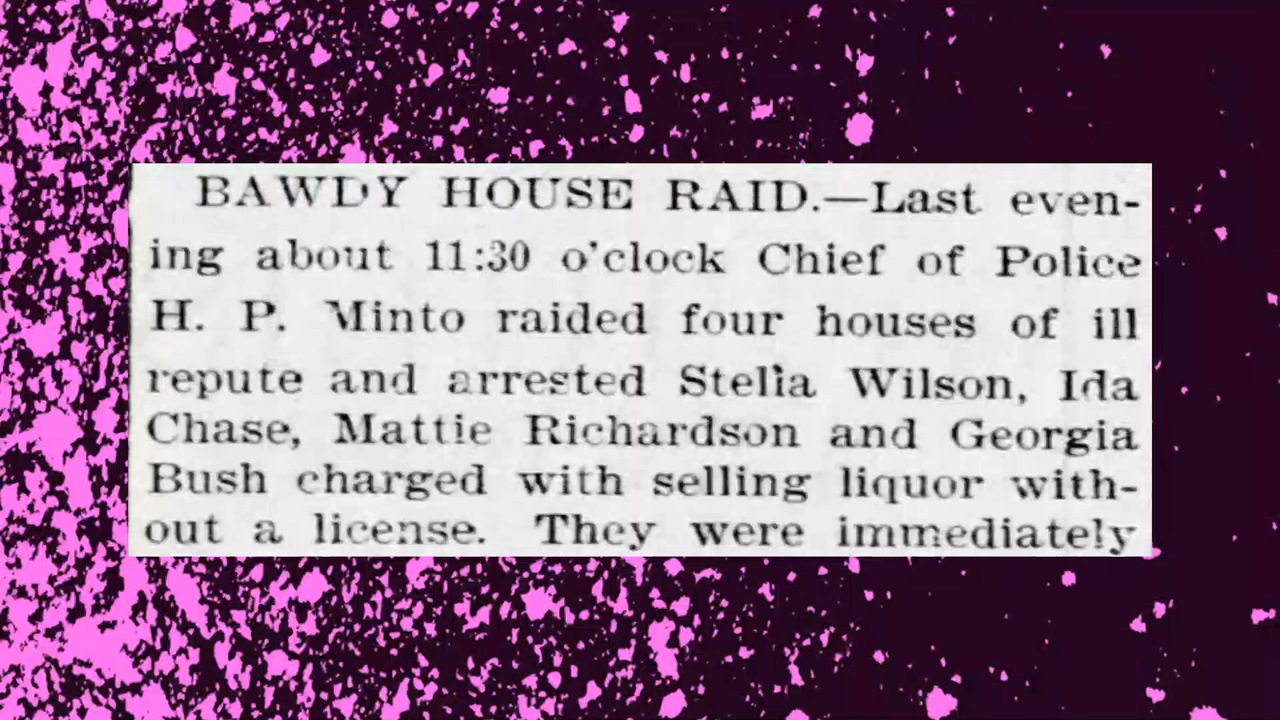 BAWDY HOUSE RAID.—Last even-
ing about 11:30 o'clock Chief of Police
H. P. Minto raided four houses of ill
repute and arrested Stella Wilson, Ida
Chase, Mattie Richardson and Georgia
Bush charged with selling liquor with-
out a license. They were immediately